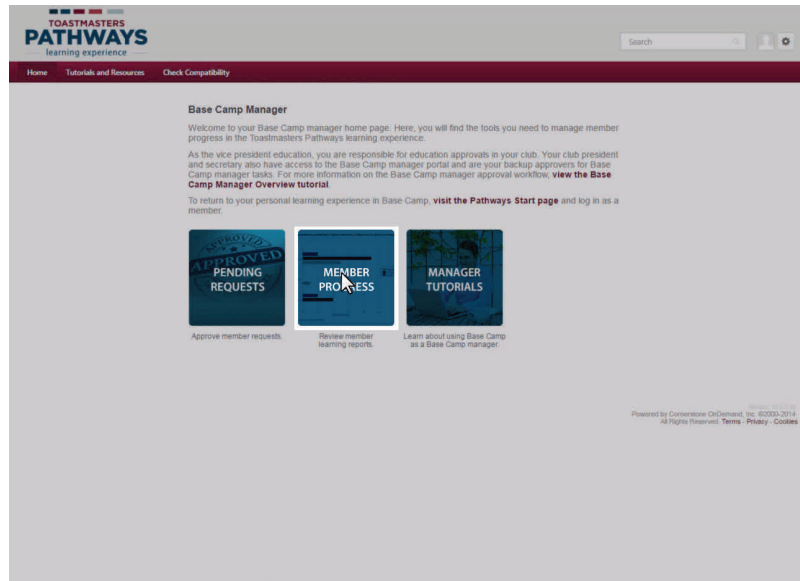 TOASTMASTERS
PATHWAYS
learning experience
Search
Home Tutorials and Resources Check Compatibility
Base Camp Manager
Welcome to your Base Camp manager home page. Here, you will find the tools you need to manage member
progress in the Toastmasters Pathways learning experience.
As the vice president education, you are responsible for education approvals in your club. Your club president
and secretary also have access to the Base Camp manager portal and are your backup approvers for Base
Camp manager tasks. For more information on the Base Camp manager approval workflow, view the Base
Camp Manager Overview tutorial.
To return to your personal learning experience in Base Camp, visit the Pathways Start page and log in as a
member.
APPROVED
APPROVED
PENDING
REQUESTS
MEMBER
PROGRESS
MANAGER
TUTORIALS
Approve member requests.
Review member
learning reports.
Learn about using Base Camp
as a Base Camp manager.
Powered by Cornerstone OnDemand, Inc. ©2000-2014
All Rights Reserved. Terms - Privacy - Cookies